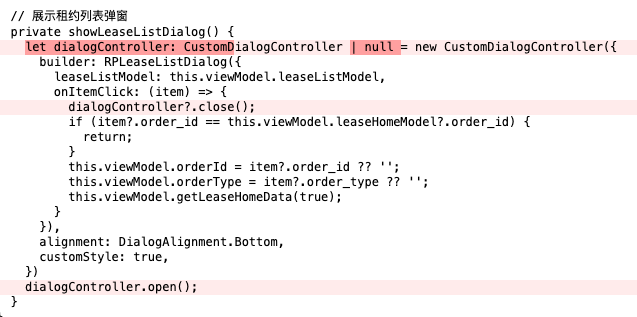 // 展示租约列表弹窗
private showLeaseListDialog() {
  let dialogController: CustomDialogController | null = new CustomDialogController({
    builder: RPLeaseListDialog({
      leaseListModel: this.viewModel.leaseListModel,
      onItemClick: (item) => {
        dialogController?.close();
        if (item?.order_id == this.viewModel.leaseHomeModel?.order_id) {
          return;
        }
        this.viewModel.orderId = item?.order_id ?? '';
        this.viewModel.orderType = item?.order_type ?? '';
        this.viewModel.getLeaseHomeData(true);
      }
    }),
    alignment: DialogAlignment.Bottom,
    customStyle: true,
  })
  dialogController.open();
}